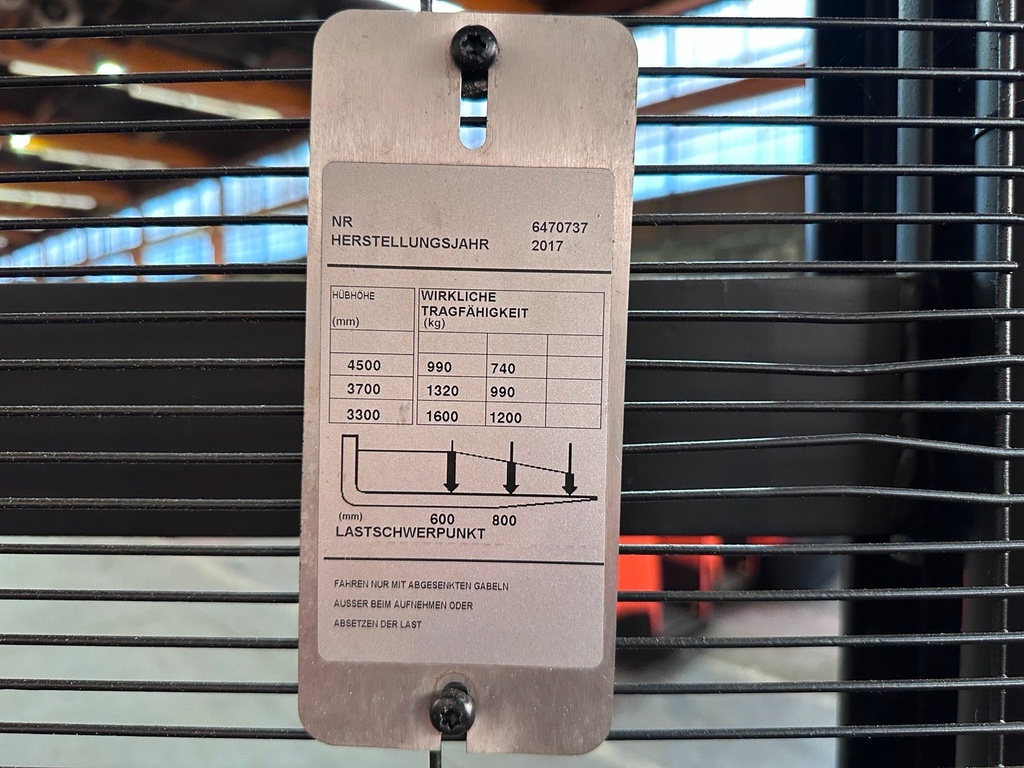 NR 6470737
HERSTELLUNGSJAHR 2017
HÜBHÖHE
(mm)
WIRKLICHE
TRAGFÄHIGKEIT
(kg)
4500 990 740
3700 1320 990
3300 1600 1200
(mm) 600 800
LASTSCHWERPUNKT
FAHREN NUR MIT ABGESENKTEN GABELN
AUSSER BEIM AUFNEHMEN ODER
ABSETZEN DER LAST